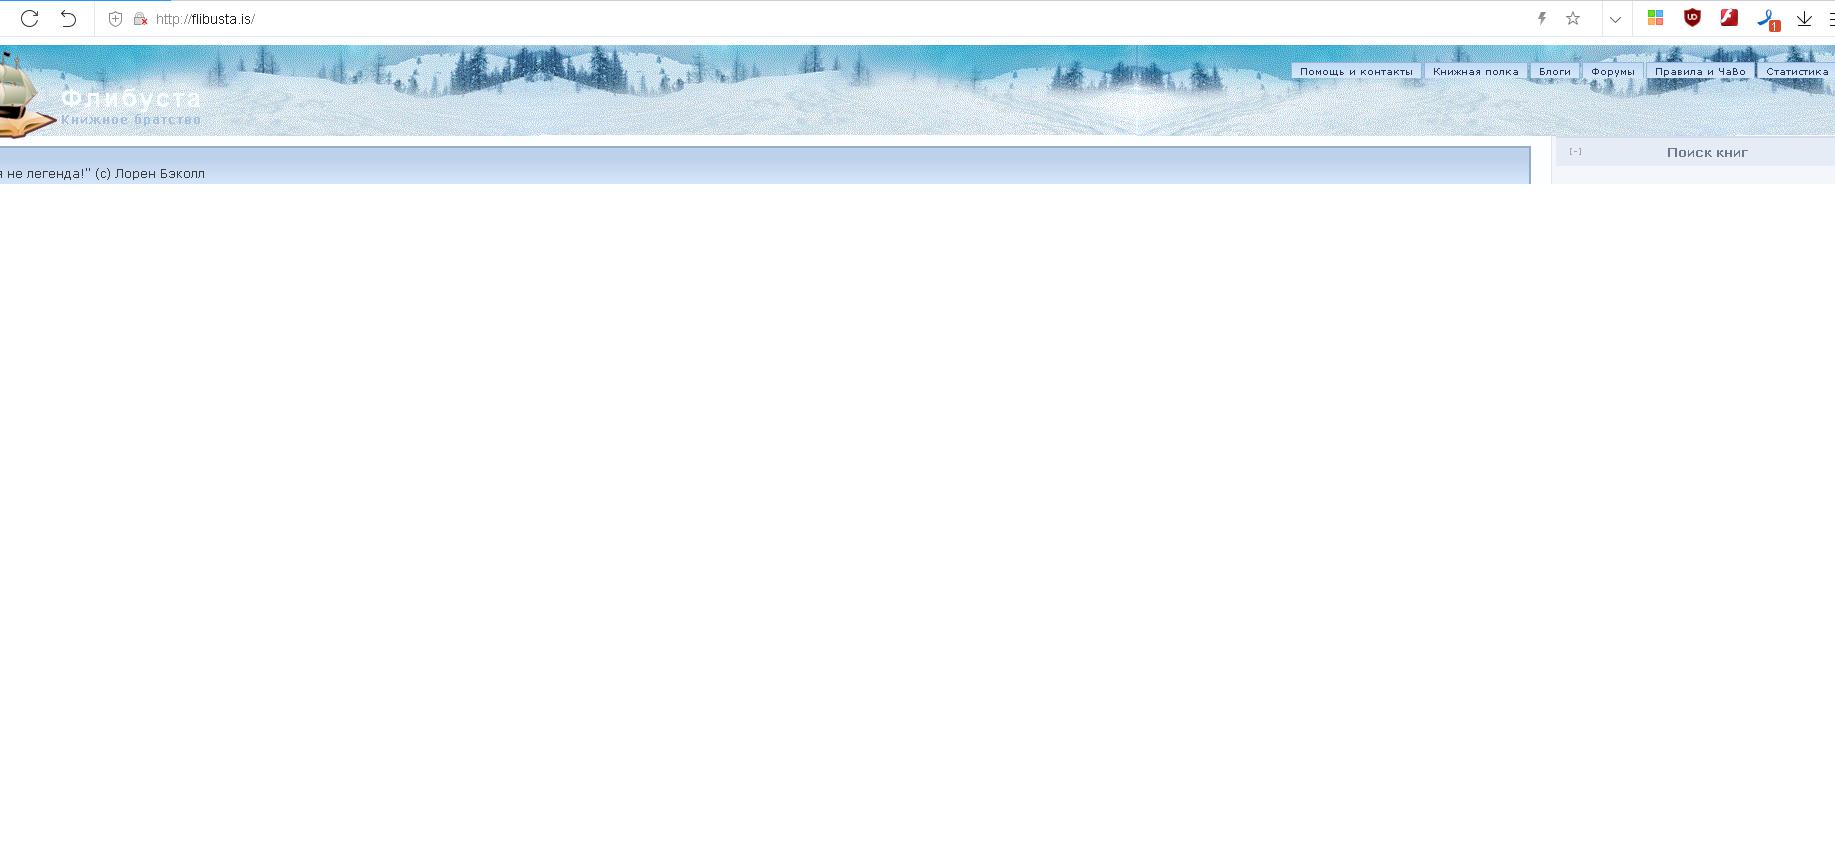 http://flibusta.is/
Помощь и контакты Книжная полка Блоги Форумы Правила и ЧаВо Статистика
Флибуста
Книжное братство
[-] Поиск книг
я не легенда!" (с) Лорен Бэколл
1